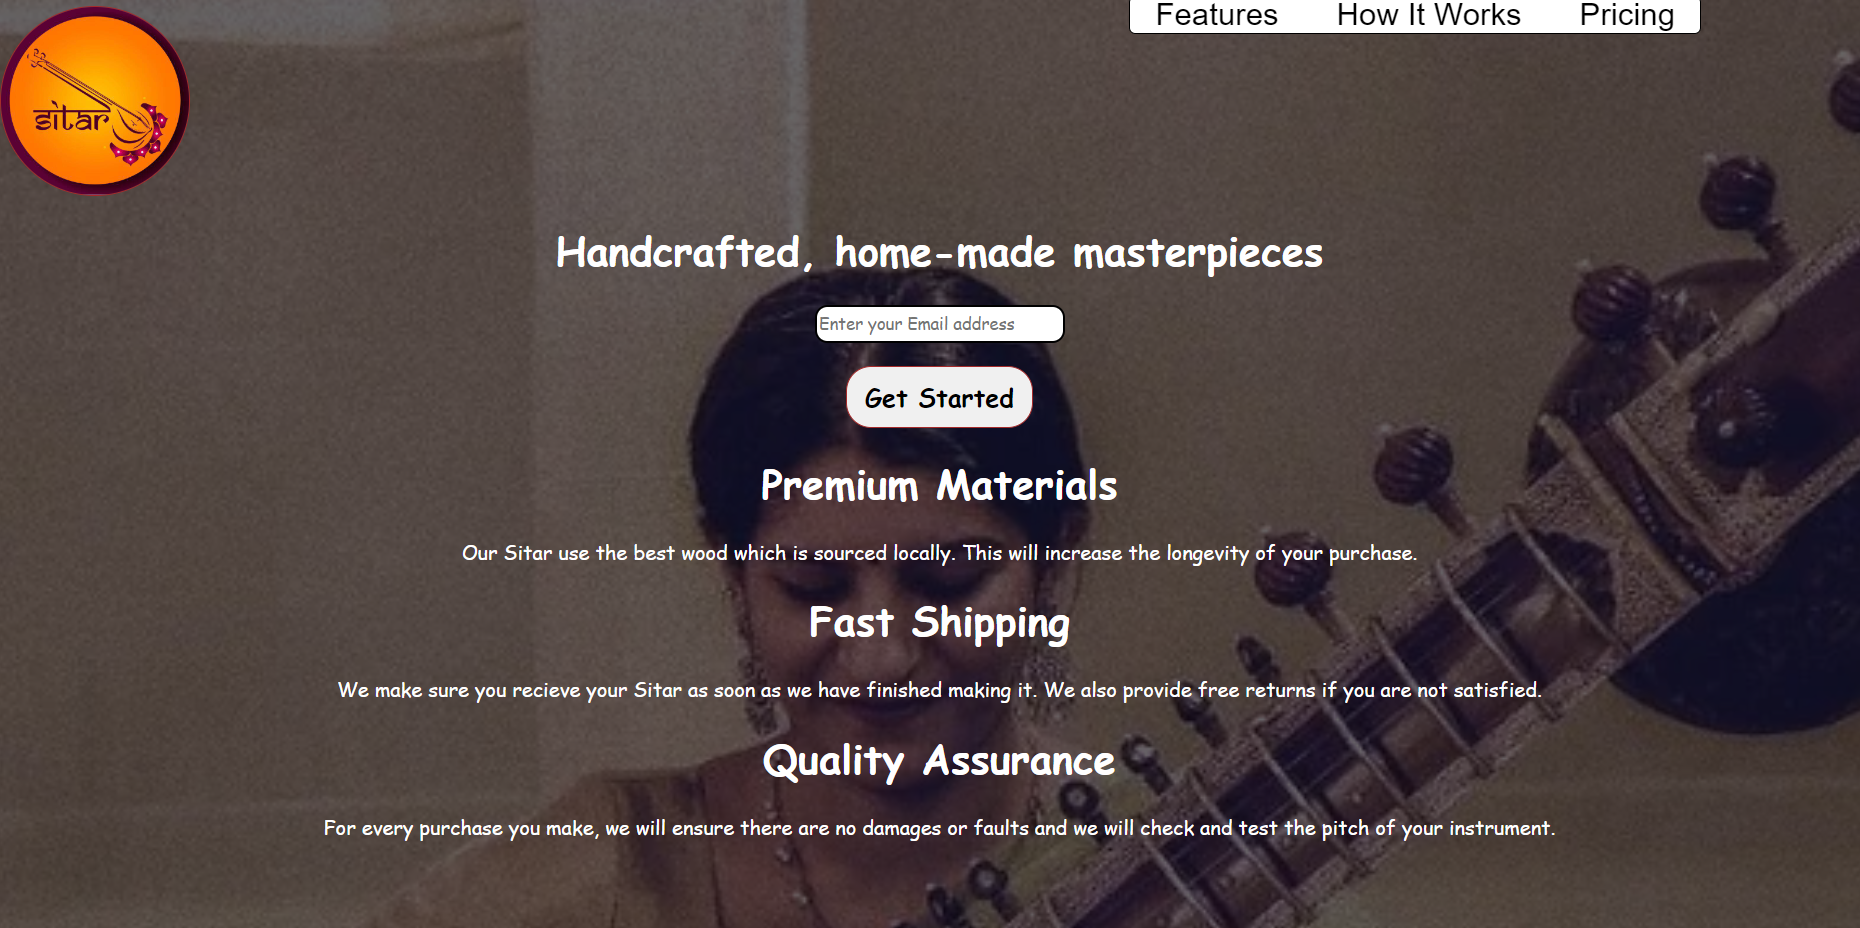 Features How It Works Pricing
sitar
Handcrafted, home-made masterpieces
Enter your Email address
Get Started
Premium Materials
Our Sitar use the best wood which is sourced locally. This will increase the longevity of your purchase.
Fast Shipping
We make sure you recieve your Sitar as soon as we have finished making it. We also provide free returns if you are not satisfied.
Quality Assurance
For every purchase you make, we will ensure there are no damages or faults and we will check and test the pitch of your instrument.